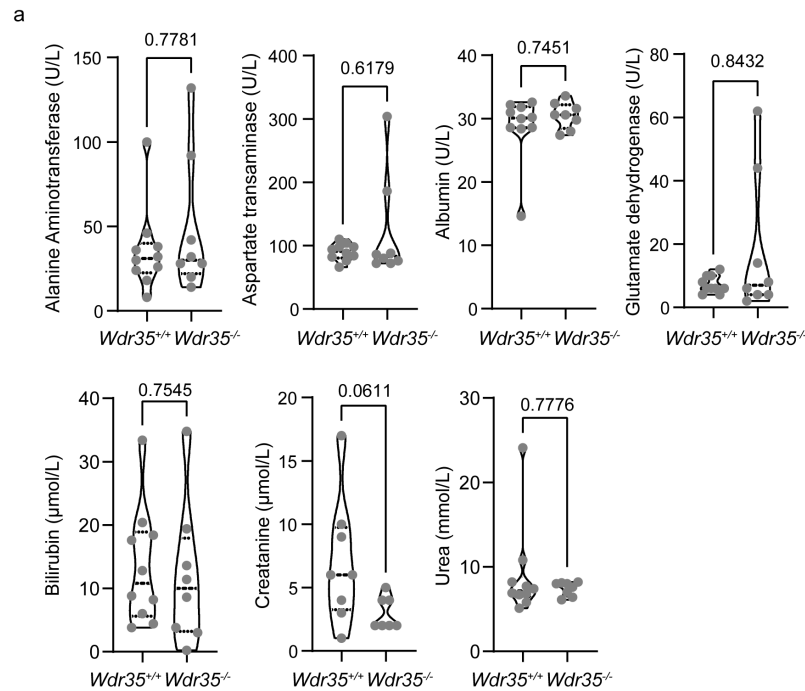 a
Alanine Aminotransferase (U/L)
150
100
50
0
0.7781
Wdr35+/+ Wdr35-/-
Aspartate transaminase (U/L)
400
300
200
100
0
0.6179
Wdr35+/+ Wdr35-/-
Albumin (U/L)
40
30
20
10
0
0.7451
Wdr35+/+ Wdr35-/-
Glutamate dehydrogenase (U/L)
80
60
40
20
0
0.8432
Wdr35+/+ Wdr35-/-
Bilirubin (μmol/L)
40
30
20
10
0
0.7545
Wdr35+/+ Wdr35-/-
Creatanine (μmol/L)
20
15
10
5
0
0.0611
Wdr35+/+ Wdr35-/-
Urea (mmol/L)
30
20
10
0
0.7776
Wdr35+/+ Wdr35-/-